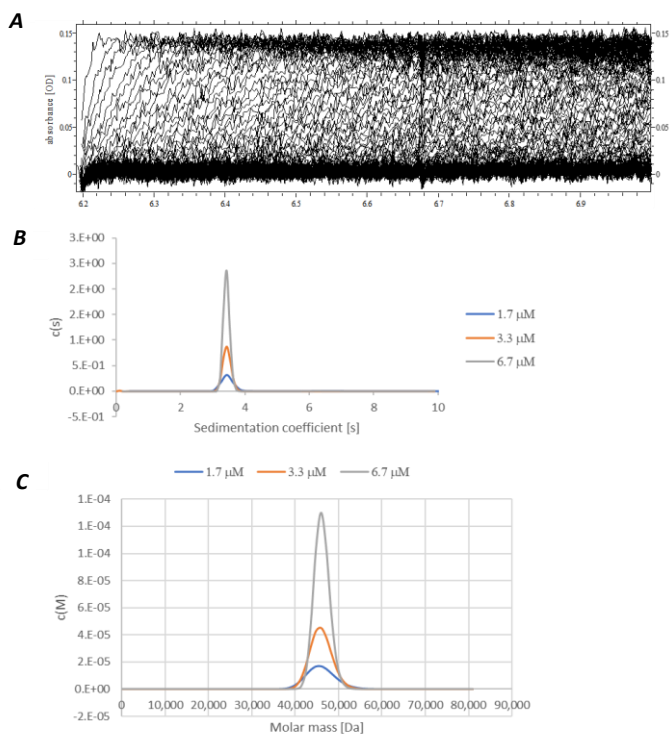 A
0.15 0.15
0.1 0.1
absorbance [OD]
0.05 0.05
0 0
6.2 6.3 6.4 6.5 6.6 6.7 6.8 6.9
B
3.E+00
3.E+00
2.E+00
2.E+00
1.E+00
5.E-01
0.E+00
-5.E-01
c(s)
0 2 4 6 8 10
Sedimentation coefficient [s]
1.7 μM
3.3 μM
6.7 μM
C
1.7 μM 3.3 μM 6.7 μM
1.E-04
1.E-04
1.E-04
8.E-05
6.E-05
4.E-05
2.E-05
0.E+00
-2.E-05
c(M)
0 10,000 20,000 30,000 40,000 50,000 60,000 70,000 80,000 90,000
Molar mass [Da]